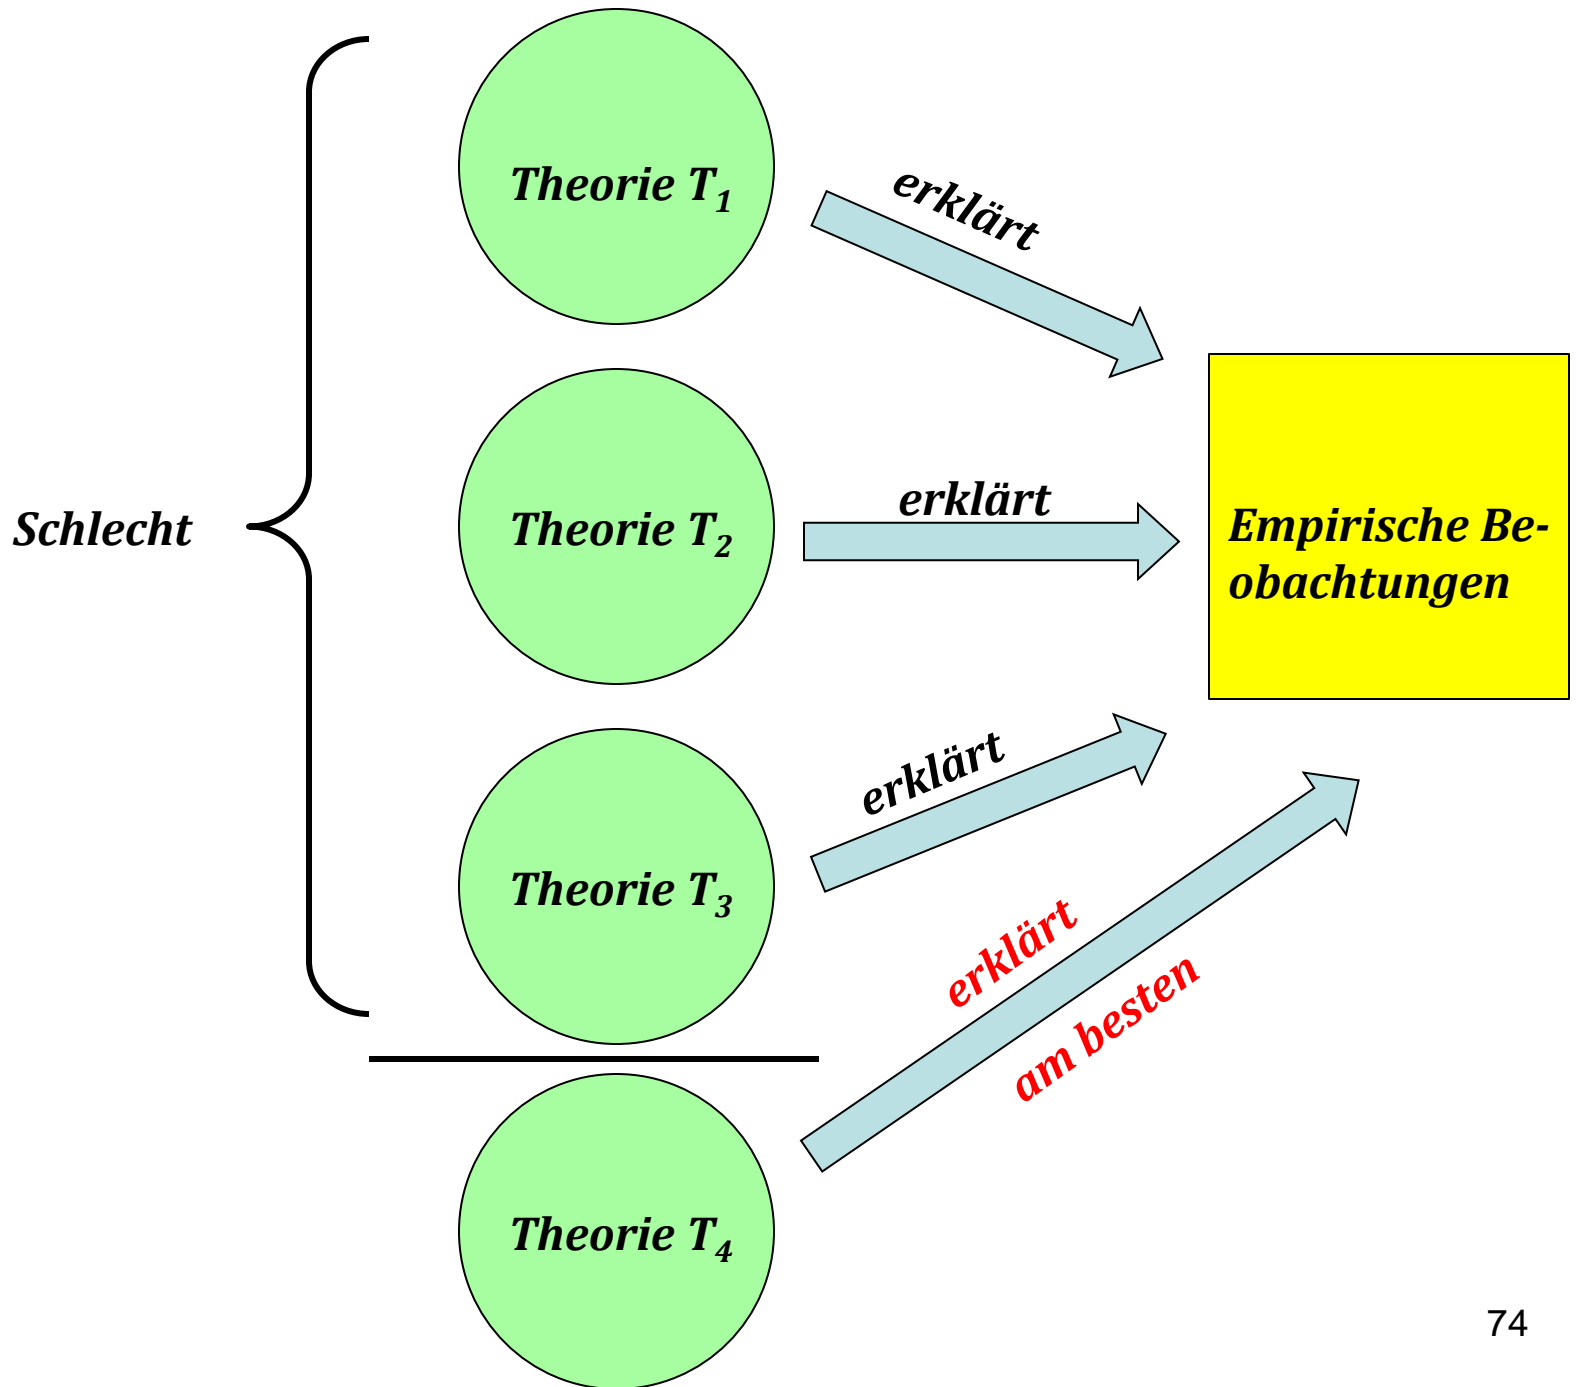 Theorie T₁
erklärt
Schlecht
Theorie T₂
erklärt
Empirische Be-
obachtungen
Theorie T₃
erklärt
erklärt
am besten
Theorie T₄
74